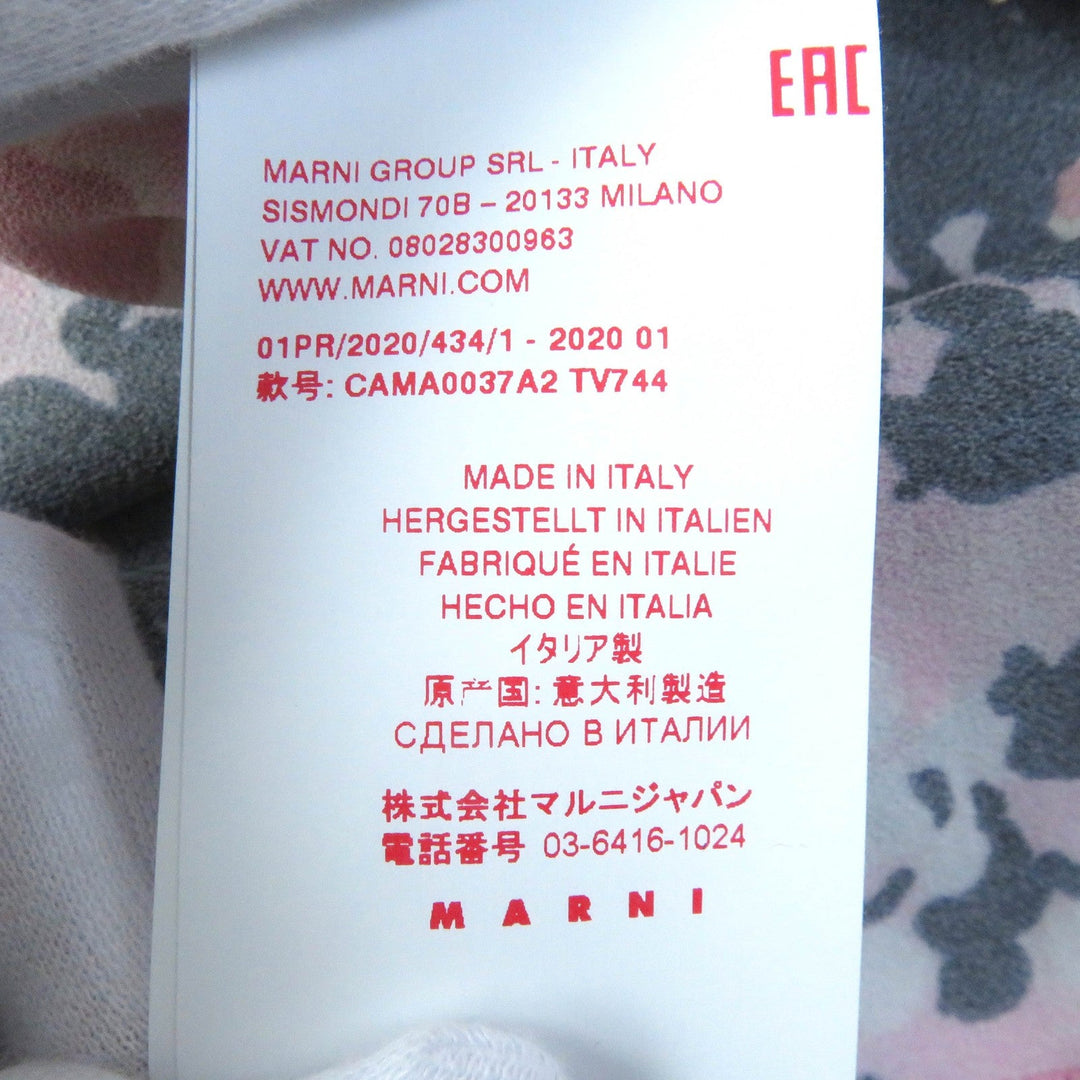 EAC
MARNI GROUP SRL - ITALY
SISMONDI 70B – 20133 MILANO
VAT NO. 08028300963
WWW.MARNI.COM
01PR/2020/434/1 - 2020 01
款号: CAMA0037A2 TV744
MADE IN ITALY
HERGESTELLT IN ITALIEN
FABRIQUÉ EN ITALIE
HECHO EN ITALIA
イタリア製
原产国: 意大利製造
СДЕЛАНО В ИТАЛИИ
株式会社マルニジャパン
電話番号 03-6416-1024
MARNI